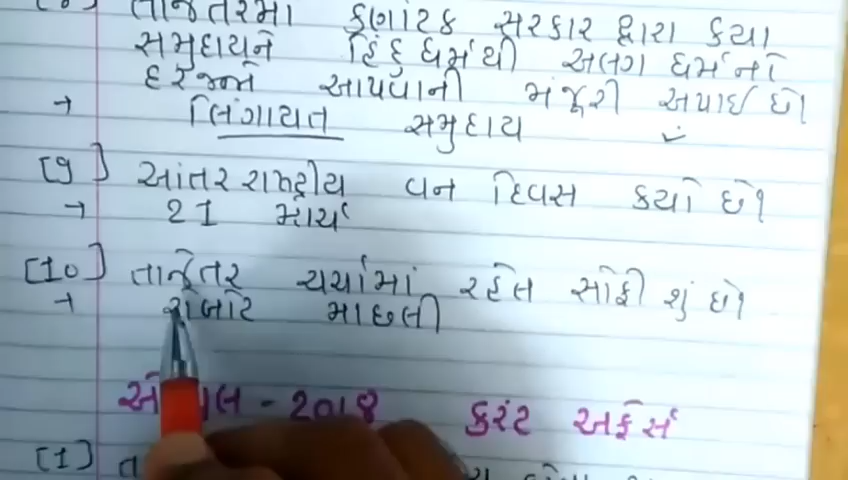 તાજેતરમાં કર્ણાટક સરકાર દ્વારા કયા
સમુદાયને હિંદુ ધર્મથી અલગ ધર્મનો
દરજ્જો આપવાની મંજૂરી અપાઈ છે?
→ લિંગાયત સમુદાય ✓
[9] આંતરરાષ્ટ્રીય વન દિવસ કયો છે?
→ 21 માર્ચ
[10] તાજેતર ચર્ચામાં રહેલ સોફી શું છે?
→ રોબોટ માછલી
- 2018 કરંટ અફેર્સ
[1]